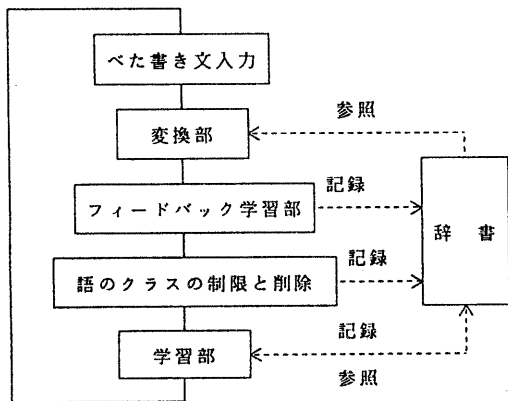 べた書き文入力
変換部
参照
フィードバック学習部
記録
辞書
語のクラスの制限と削除
記録
学習部
記録
参照